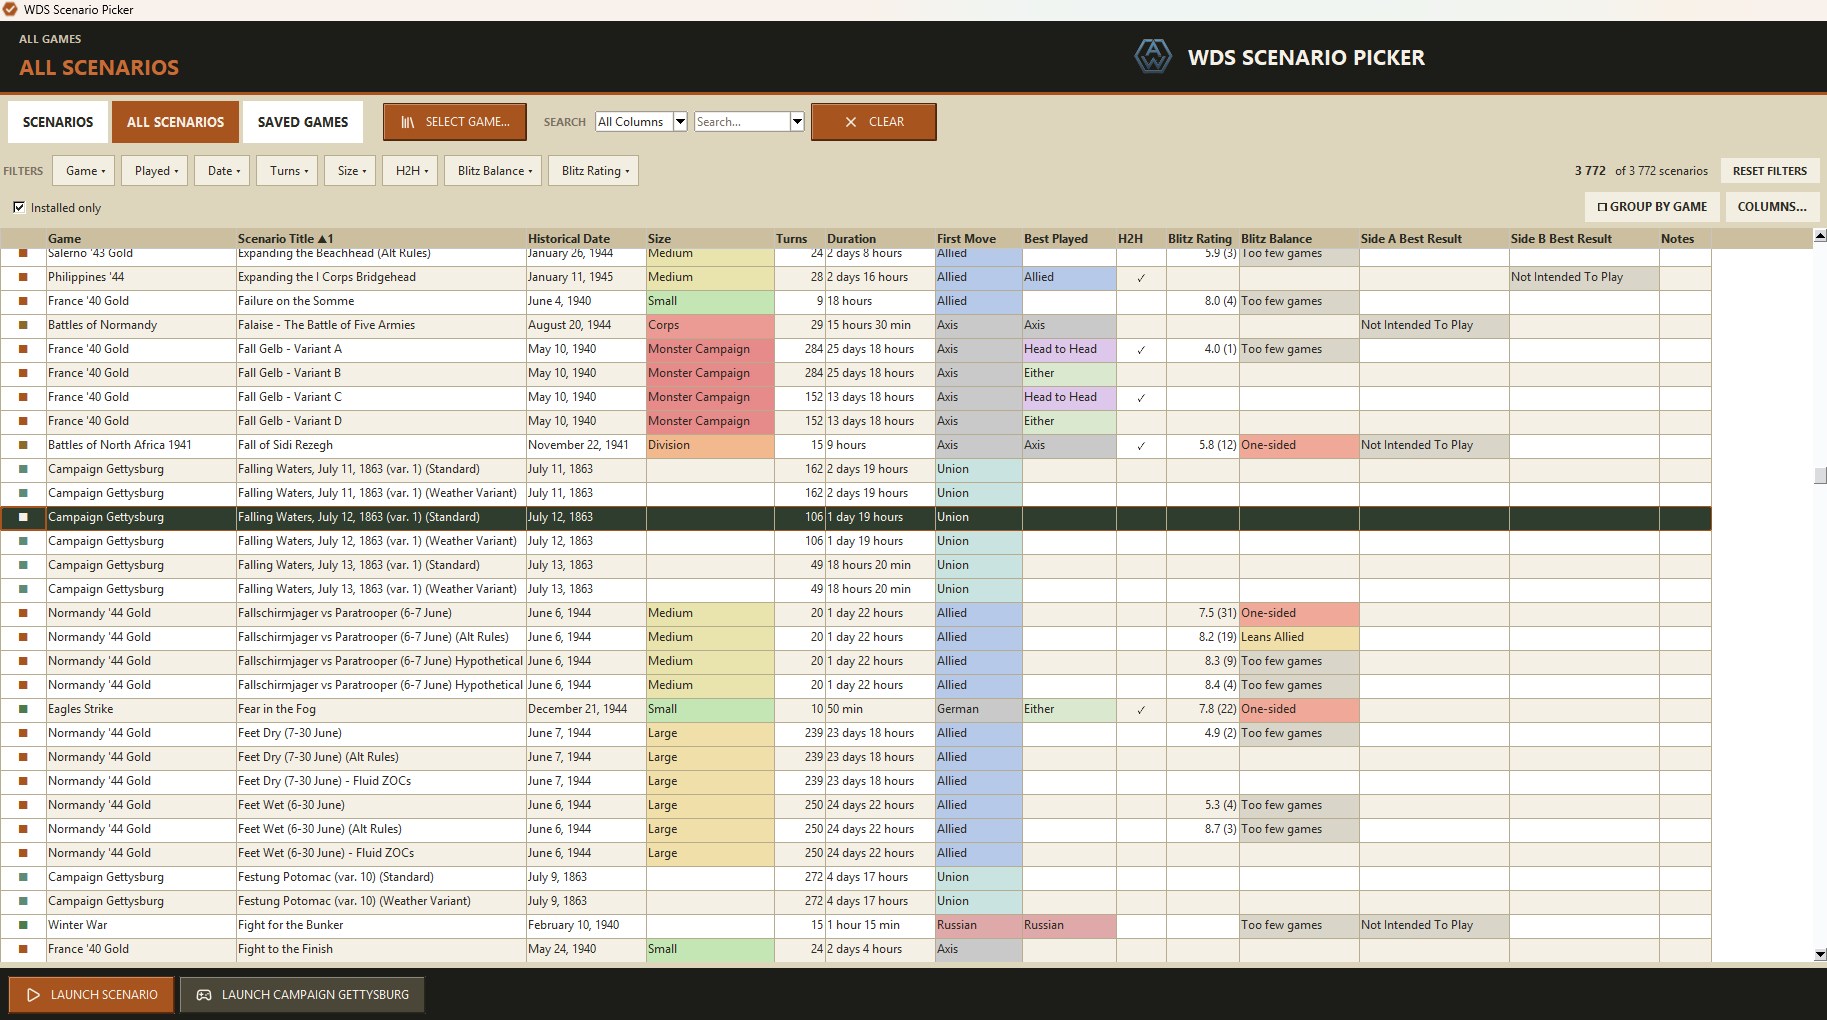 WDS Scenario Picker
ALL GAMES
ALL SCENARIOS
WDS SCENARIO PICKER
SCENARIOS ALL SCENARIOS SAVED GAMES SELECT GAME... SEARCH All Columns Search... CLEAR
FILTERS Game Played Date Turns Size H2H Blitz Balance Blitz Rating 3 772 of 3 772 scenarios RESET FILTERS
Installed only GROUP BY GAME COLUMNS...
Game Scenario Title ▲1 Historical Date Size Turns Duration First Move Best Played H2H Blitz Rating Blitz Balance Side A Best Result Side B Best Result Notes
Salerno '43 Gold Expanding the Beachhead (Alt Rules) January 26, 1944 Medium 24 2 days 8 hours Allied 5.9 (3) Too few games
Philippines '44 Expanding the I Corps Bridgehead January 11, 1945 Medium 28 2 days 16 hours Allied Allied ✓ Not Intended To Play
France '40 Gold Failure on the Somme June 4, 1940 Small 9 18 hours Allied 8.0 (4) Too few games
Battles of Normandy Falaise - The Battle of Five Armies August 20, 1944 Corps 29 15 hours 30 min Axis Axis Not Intended To Play
France '40 Gold Fall Gelb - Variant A May 10, 1940 Monster Campaign 284 25 days 18 hours Axis Head to Head ✓ 4.0 (1) Too few games
France '40 Gold Fall Gelb - Variant B May 10, 1940 Monster Campaign 284 25 days 18 hours Axis Either
France '40 Gold Fall Gelb - Variant C May 10, 1940 Monster Campaign 152 13 days 18 hours Axis Head to Head ✓
France '40 Gold Fall Gelb - Variant D May 10, 1940 Monster Campaign 152 13 days 18 hours Axis Either
Battles of North Africa 1941 Fall of Sidi Rezegh November 22, 1941 Division 15 9 hours Axis Axis ✓ 5.8 (12) One-sided Not Intended To Play
Campaign Gettysburg Falling Waters, July 11, 1863 (var. 1) (Standard) July 11, 1863 162 2 days 19 hours Union
Campaign Gettysburg Falling Waters, July 11, 1863 (var. 1) (Weather Variant) July 11, 1863 162 2 days 19 hours Union
Campaign Gettysburg Falling Waters, July 12, 1863 (var. 1) (Standard) July 12, 1863 106 1 day 19 hours Union
Campaign Gettysburg Falling Waters, July 12, 1863 (var. 1) (Weather Variant) July 12, 1863 106 1 day 19 hours Union
Campaign Gettysburg Falling Waters, July 13, 1863 (var. 1) (Standard) July 13, 1863 49 18 hours 20 min Union
Campaign Gettysburg Falling Waters, July 13, 1863 (var. 1) (Weather Variant) July 13, 1863 49 18 hours 20 min Union
Normandy '44 Gold Fallschirmjager vs Paratrooper (6-7 June) June 6, 1944 Medium 20 1 day 22 hours Allied 7.5 (31) One-sided
Normandy '44 Gold Fallschirmjager vs Paratrooper (6-7 June) (Alt Rules) June 6, 1944 Medium 20 1 day 22 hours Allied 8.2 (19) Leans Allied
Normandy '44 Gold Fallschirmjager vs Paratrooper (6-7 June) Hypothetical June 6, 1944 Medium 20 1 day 22 hours Allied 8.3 (9) Too few games
Normandy '44 Gold Fallschirmjager vs Paratrooper (6-7 June) Hypothetical June 6, 1944 Medium 20 1 day 22 hours Allied 8.4 (4) Too few games
Eagles Strike Fear in the Fog December 21, 1944 Small 10 50 min German Either ✓ 7.8 (22) One-sided
Normandy '44 Gold Feet Dry (7-30 June) June 7, 1944 Large 239 23 days 18 hours Allied 4.9 (2) Too few games
Normandy '44 Gold Feet Dry (7-30 June) (Alt Rules) June 7, 1944 Large 239 23 days 18 hours Allied
Normandy '44 Gold Feet Dry (7-30 June) - Fluid ZOCs June 7, 1944 Large 239 23 days 18 hours Allied
Normandy '44 Gold Feet Wet (6-30 June) June 6, 1944 Large 250 24 days 22 hours Allied 5.3 (4) Too few games
Normandy '44 Gold Feet Wet (6-30 June) (Alt Rules) June 6, 1944 Large 250 24 days 22 hours Allied 8.7 (3) Too few games
Normandy '44 Gold Feet Wet (6-30 June) - Fluid ZOCs June 6, 1944 Large 250 24 days 22 hours Allied
Campaign Gettysburg Festung Potomac (var. 10) (Standard) July 9, 1863 272 4 days 17 hours Union
Campaign Gettysburg Festung Potomac (var. 10) (Weather Variant) July 9, 1863 272 4 days 17 hours Union
Winter War Fight for the Bunker February 10, 1940 15 1 hour 15 min Russian Russian Too few games Not Intended To Play
France '40 Gold Fight to the Finish May 24, 1940 Small 24 2 days 4 hours Axis
LAUNCH SCENARIO LAUNCH CAMPAIGN GETTYSBURG